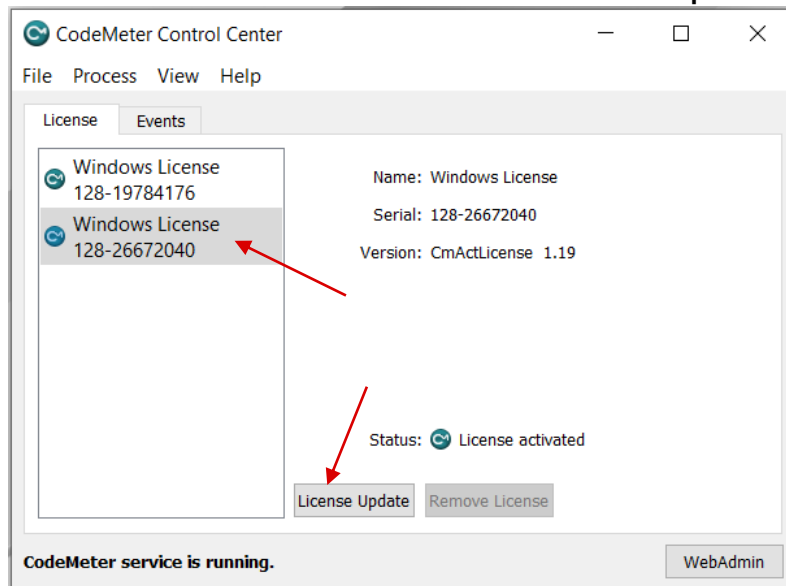 CodeMeter Control Center
File Process View Help
License Events
Windows License
128-19784176
Windows License
128-26672040
Name: Windows License
Serial: 128-26672040
Version: CmActLicense 1.19
Status: License activated
License Update Remove License
CodeMeter service is running. WebAdmin